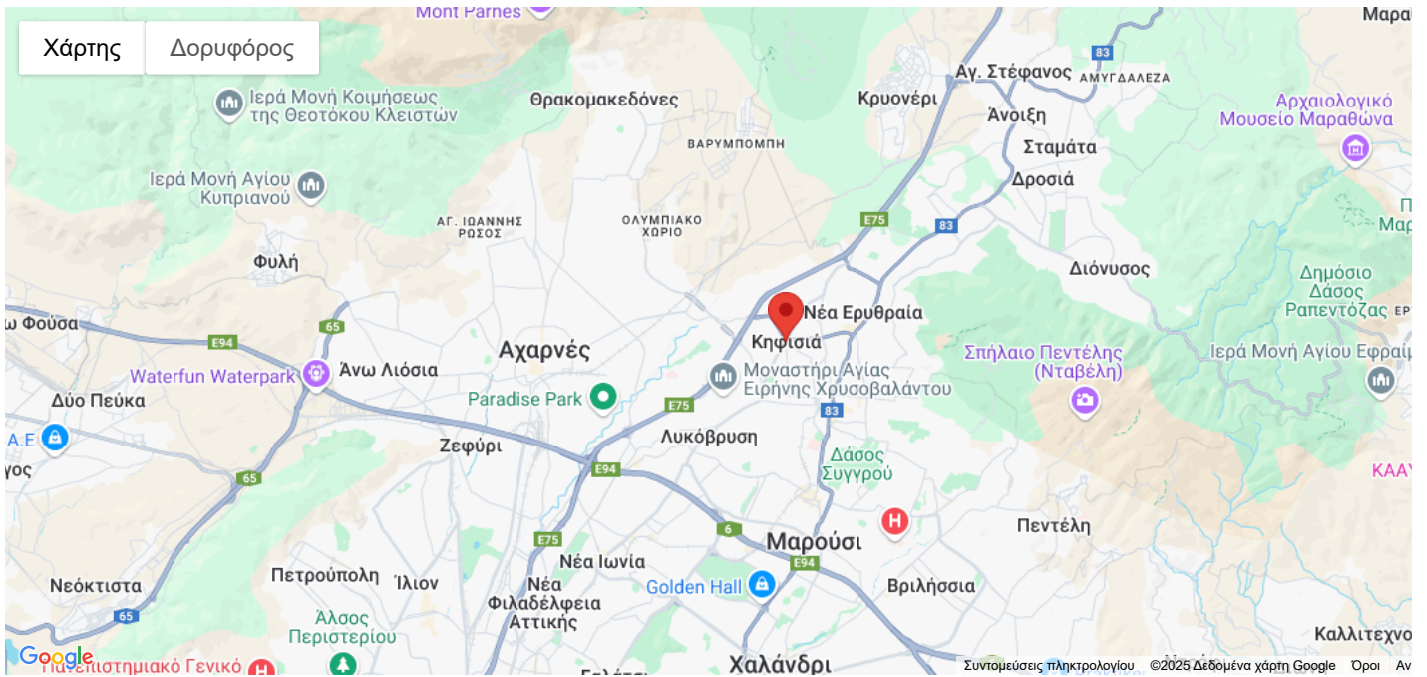 Mont Parnes
Χάρτης
Δορυφόρος
83
Αγ. Στέφανος
ΑΜΥΓΔΑΛΕΖΑ
Ιερά Μονή Κοιμήσεως
της Θεοτόκου Κλειστών
Θρακομακεδόνες
Κρυονέρι
Άνοιξη
Αρχαιολογικό
Μουσείο Μαραθώνα
ΒΑΡΥΜΠΟΜΠΗ
Σταμάτα
Ιερά Μονή Αγίου
Κυπριανού
Δροσιά
ΑΓ. ΙΩΑΝΝΗΣ
ΡΩΣΟΣ
ΟΛΥΜΠΙΑΚΟ
ΧΩΡΙΟ
E75
83
Φυλή
Διόνυσος
Δημόσιο
Δάσος
Ραπεντόζας
Νέα Ερυθραία
Φούσα
65
E94
Κηφισιά
Αχαρνές
Σπήλαιο Πεντέλης
(Νταβέλη)
Ιερά Μονή Αγίου
Waterfun Waterpark
Άνω Λιόσια
Μοναστήρι Αγίας
Ειρήνης Χρυσοβαλάντου
Δύο Πεύκα
Paradise Park
E75
83
Α.Ε
Ζεφύρι
Λυκόβρυση
Δάσος
Συγγρού
65
E94
H
6
Πεντέλη
E75
Μαρούσι
Νέα Ιωνία
E94
Νεόκτιστα
Πετρούπολη
Ίλιον
Νέα
Φιλαδέλφεια
Αττικής
Golden Hall
Βριλήσσια
65
Άλσος
Περιστερίου
Google
Γενικό
H
Χαλάνδρι
Συντομεύσεις πληκτρολογίου
©2025 Δεδομένα χάρτη Google
Όροι